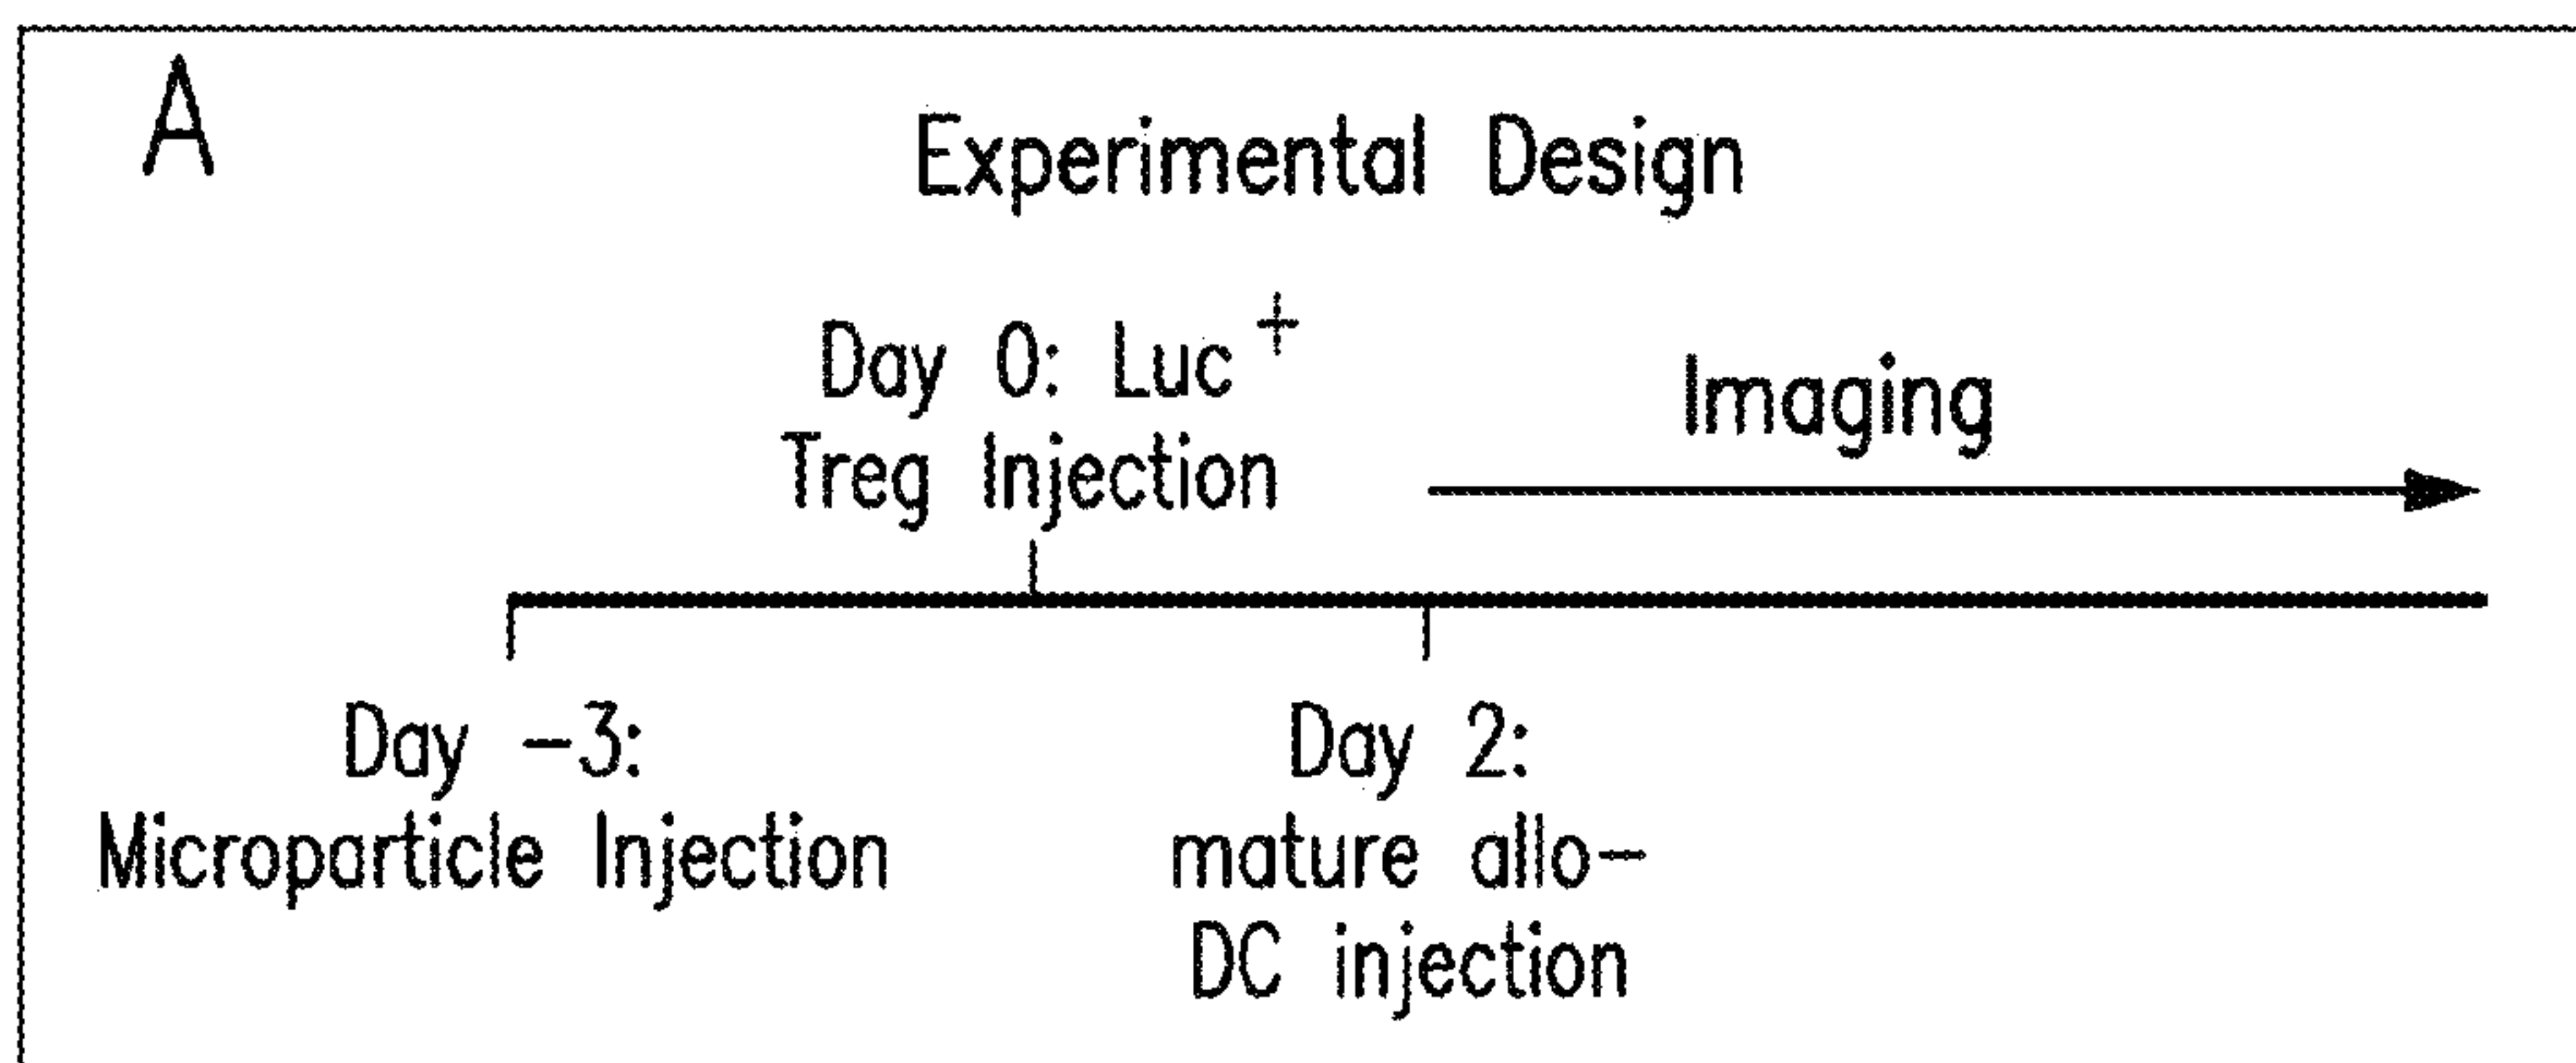 A
Experimental Design
Day 0: Luc+
Treg Injection
Imaging
Day -3:
Microparticle Injection
Day 2:
mature allo-
DC injection